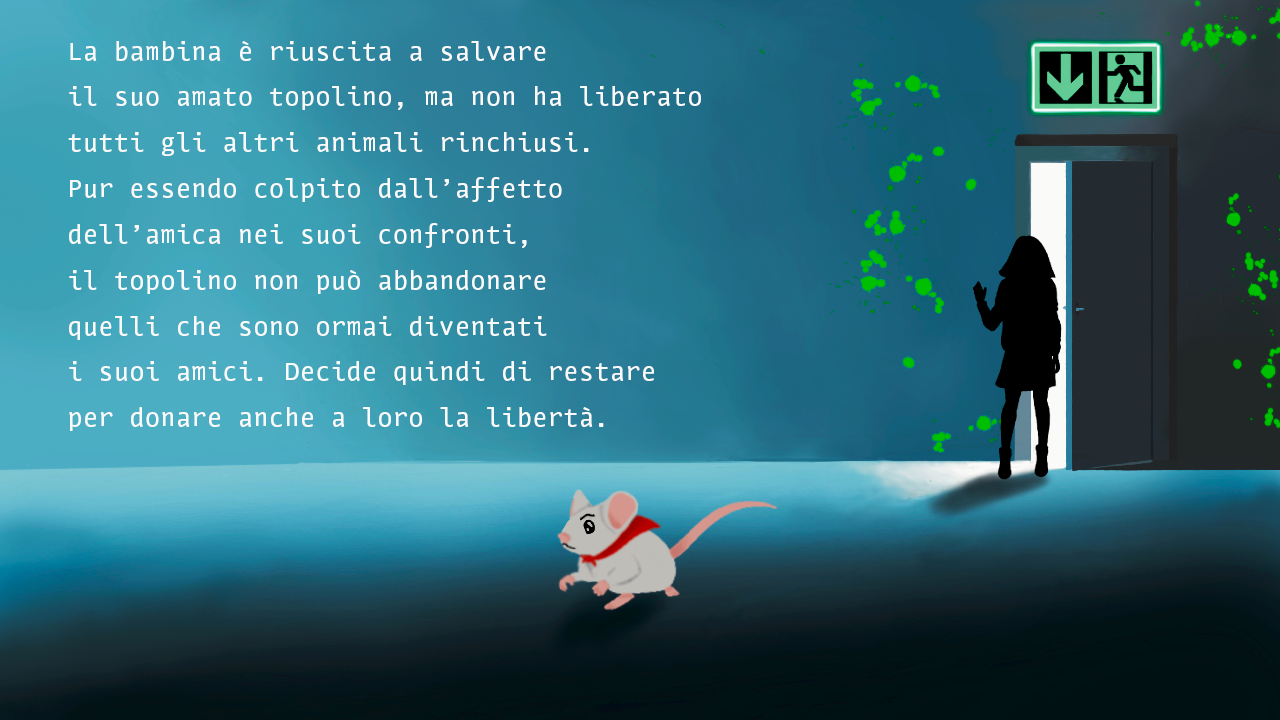 La bambina è riuscita a salvare
il suo amato topolino, ma non ha liberato
tutti gli altri animali rinchiusi.
Pur essendo colpito dall’affetto
dell’amica nei suoi confronti,
il topolino non può abbandonare
quelli che sono ormai diventati
i suoi amici. Decide quindi di restare
per donare anche a loro la libertà.